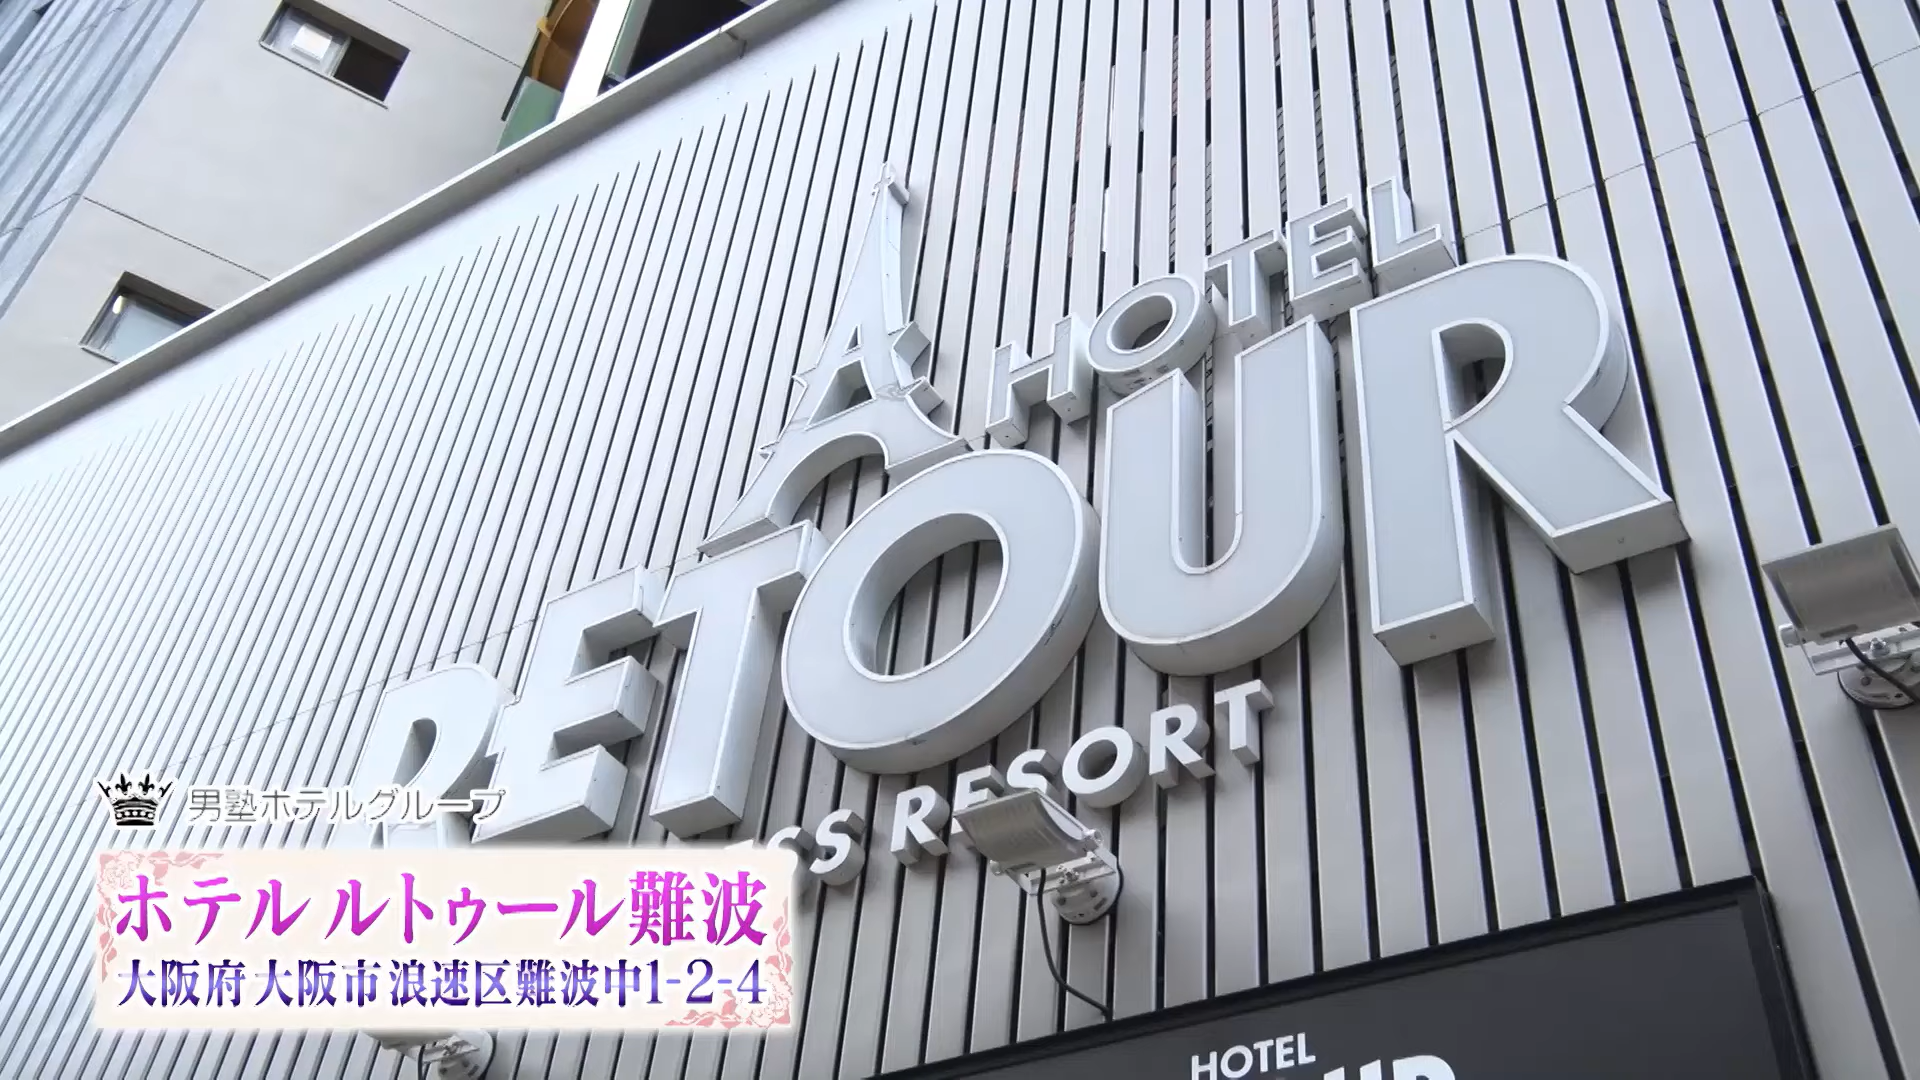 HOTEL
RETOUR
SS RESORT
男塾ホテルグループ
ホテル ルトゥール難波
大阪府大阪市浪速区難波中1-2-4
HOTEL